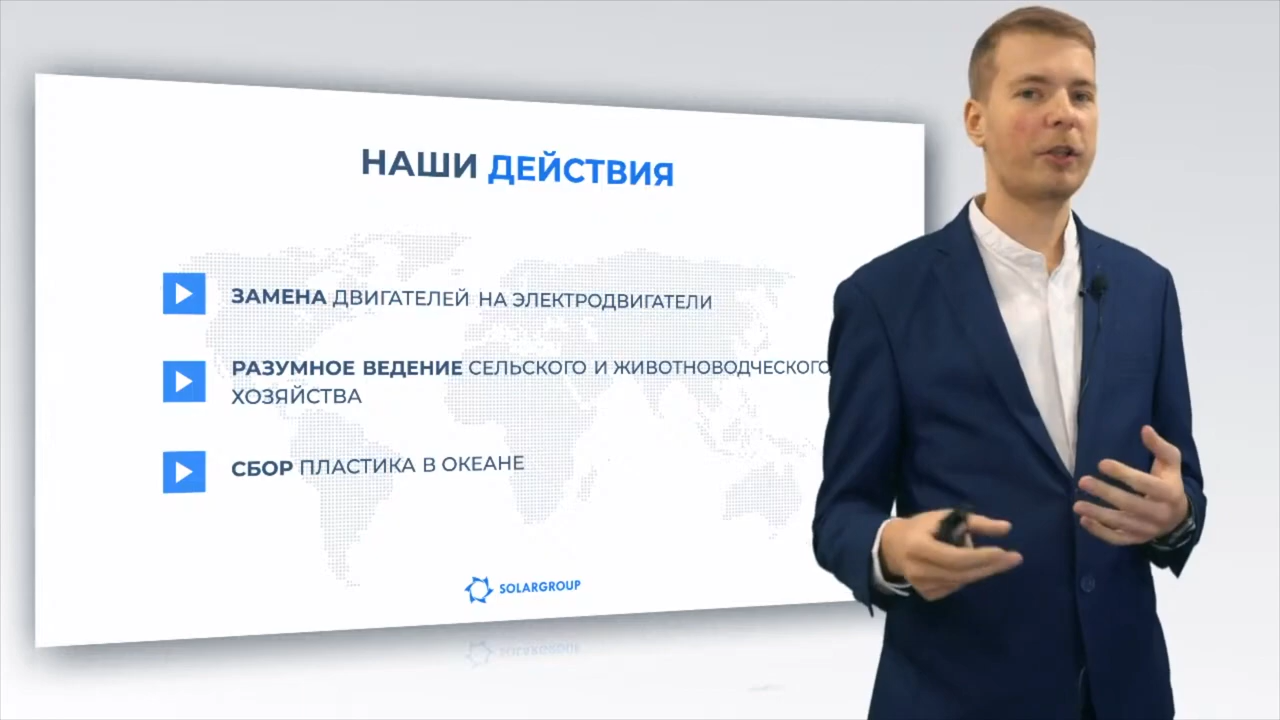 НАШИ ДЕЙСТВИЯ
ЗАМЕНА ДВИГАТЕЛЕЙ НА ЭЛЕКТРОДВИГАТЕЛИ
РАЗУМНОЕ ВЕДЕНИЕ СЕЛЬСКОГО И ЖИВОТНОВОДЧЕСКОГО
ХОЗЯЙСТВА
СБОР ПЛАСТИКА В ОКЕАНЕ
SOLARGROUP